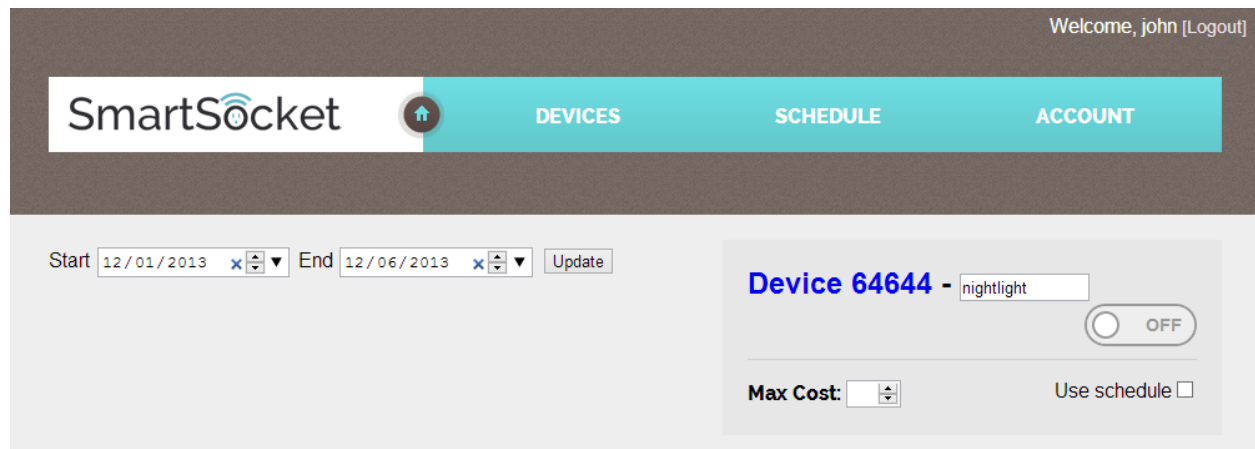 Welcome, john [Logout]
SmartSocket DEVICES SCHEDULE ACCOUNT
Start 12/01/2013 End 12/06/2013 Update
Device 64644 - nightlight
OFF
Max Cost: Use schedule